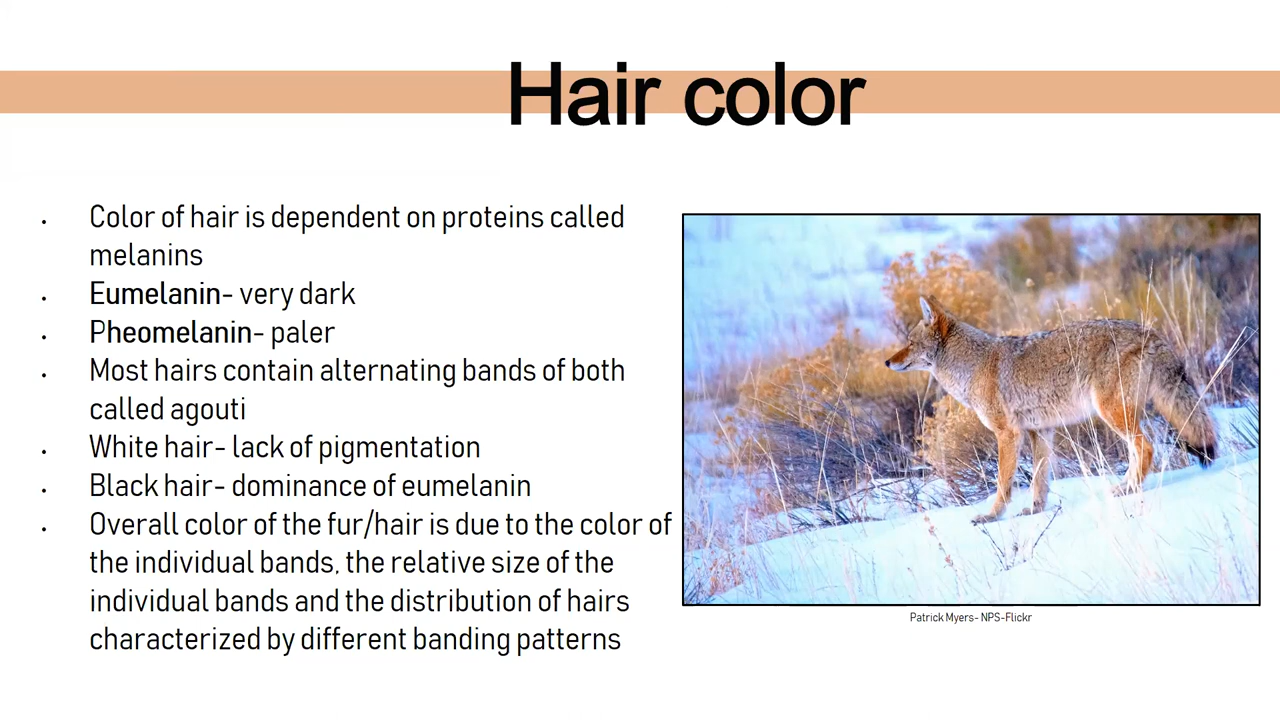 Hair color
• Color of hair is dependent on proteins called
melanins
• Eumelanin- very dark
• Pheomelanin- paler
• Most hairs contain alternating bands of both
called agouti
• White hair- lack of pigmentation
• Black hair- dominance of eumelanin
• Overall color of the fur/hair is due to the color of
the individual bands, the relative size of the
individual bands and the distribution of hairs
characterized by different banding patterns
Patrick Myers- NPS-Flickr